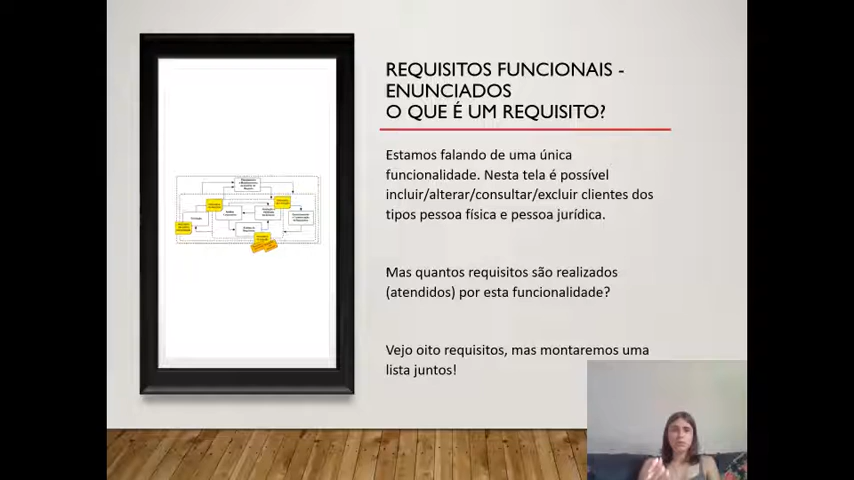 REQUISITOS FUNCIONAIS -
ENUNCIADOS
O QUE É UM REQUISITO?
Estamos falando de uma única
funcionalidade. Nesta tela é possível
incluir/alterar/consultar/excluir clientes dos
tipos pessoa física e pessoa jurídica.
Mas quantos requisitos são realizados
(atendidos) por esta funcionalidade?
Vejo oito requisitos, mas montaremos uma
lista juntos!